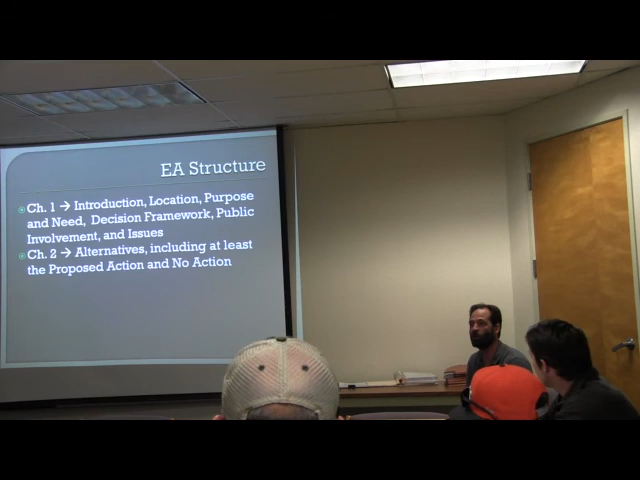 EA Structure
Ch. 1 → Introduction, Location, Purpose
and Need, Decision Framework, Public
Involvement, and Issues
Ch. 2 → Alternatives, including at least
the Proposed Action and No Action